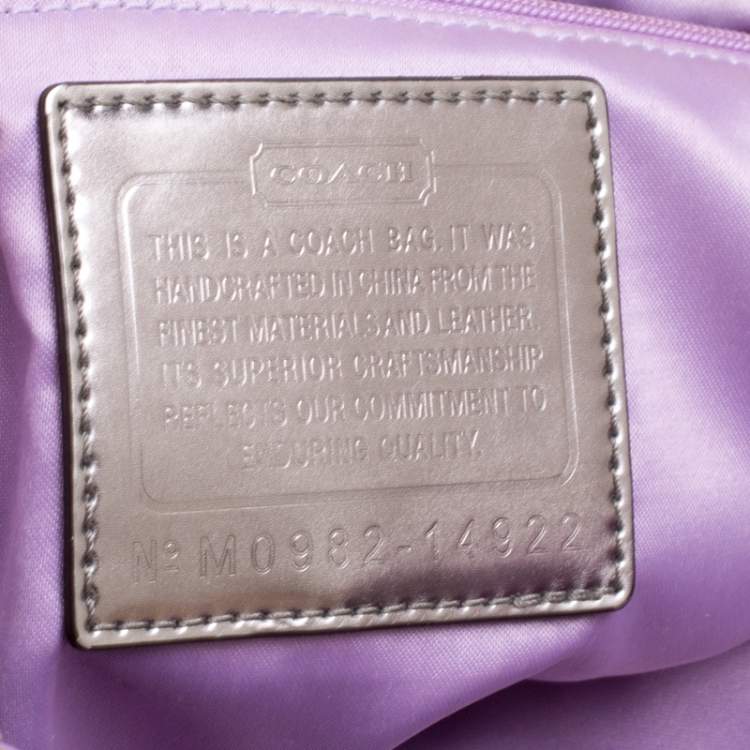 COACH
THIS IS A COACH BAG. IT WAS
HANDCRAFTED IN CHINA FROM THE
FINEST MATERIALS AND LEATHER.
ITS SUPERIOR CRAFTSMANSHIP
REFLECTS OUR COMMITMENT TO
ENDURING QUALITY.
Nº M0982-14922